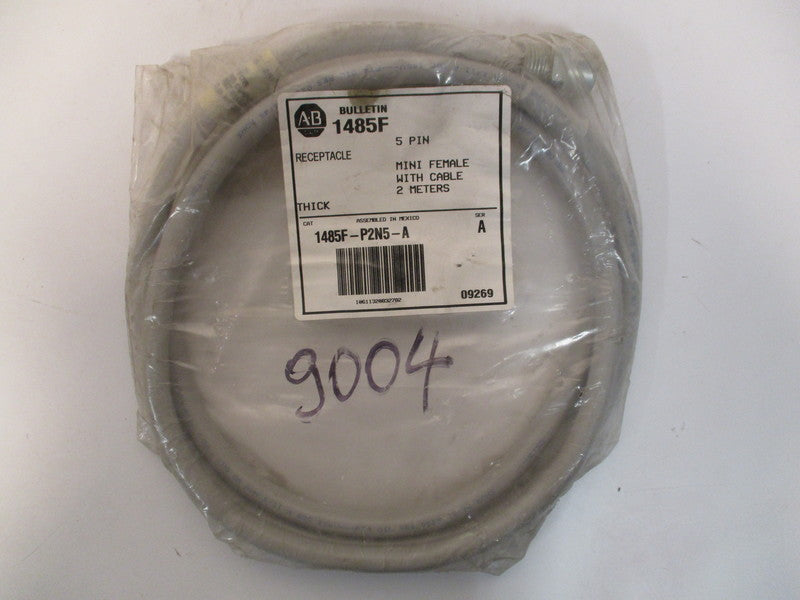 A-B
BULLETIN
1485F
5 PIN
RECEPTACLE
MINI FEMALE
WITH CABLE
2 METERS
THICK
CAT
ASSEMBLED IN MEXICO
SER
1485F-P2N5-A
A
09269
9004